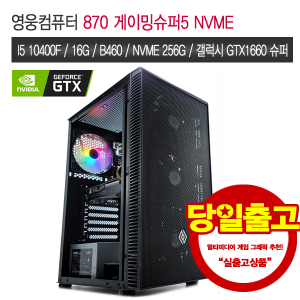 영웅컴퓨터 870 게이밍슈퍼5 NVME
I5 10400F / 16G / B460 / NVME 256G / 갤럭시 GTX1660 슈퍼
NVIDIA
GEFORCE
GTX
당일출고
멀티미디어 게임 그래픽 추천!
“실출고상품”